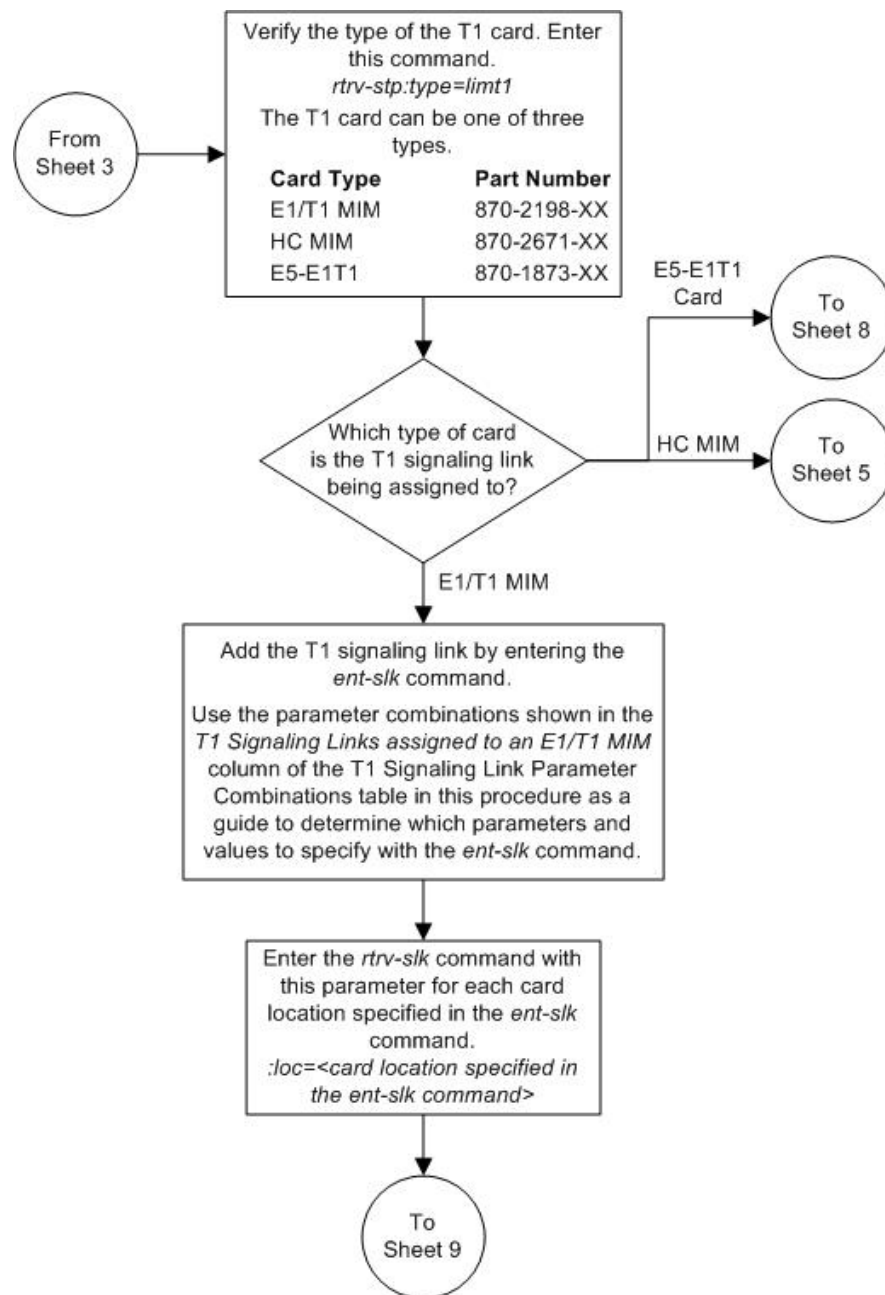 Verify the type of the T1 card. Enter
this command.
rtrv-stp:type=limt1
The T1 card can be one of three
types.
Card Type Part Number
E1/T1 MIM 870-2198-XX
HC MIM 870-2671-XX
E5-E1T1 870-1873-XX
From
Sheet 3
E5-E1T1
Card
To
Sheet 8
Which type of card
is the T1 signaling link
being assigned to?
HC MIM
To
Sheet 5
E1/T1 MIM
Add the T1 signaling link by entering the
ent-slk command.
Use the parameter combinations shown in the
T1 Signaling Links assigned to an E1/T1 MIM
column of the T1 Signaling Link Parameter
Combinations table in this procedure as a
guide to determine which parameters and
values to specify with the ent-slk command.
Enter the rtrv-slk command with
this parameter for each card
location specified in the ent-slk
command.
:loc=<card location specified in
the ent-slk command>
To
Sheet 9